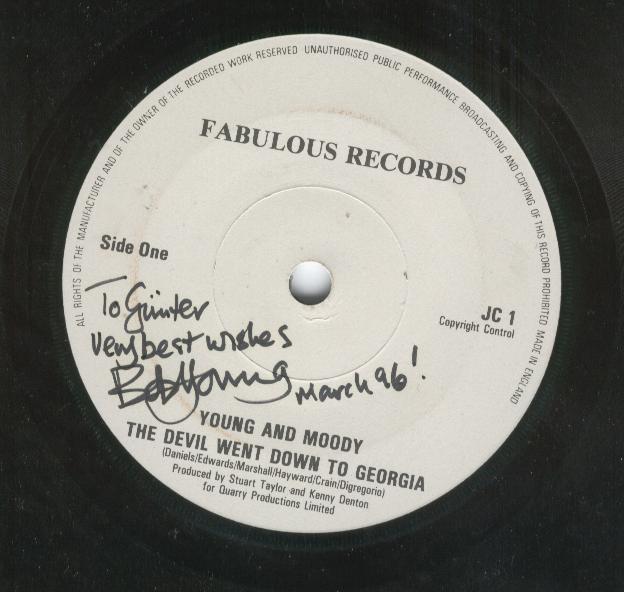 ALL RIGHTS OF THE MANUFACTURER AND OF THE OWNER OF THE RECORDED WORK RESERVED UNAUTHORISED PUBLIC PERFORMANCE BROADCASTING AND COPYING OF THIS RECORD PROHIBITED MADE IN ENGLAND
FABULOUS RECORDS
Side One
JC 1
Copyright Control
To Günter
Very best wishes
Bob Young March 96!
YOUNG AND MOODY
THE DEVIL WENT DOWN TO GEORGIA
(Daniels/Edwards/Marshall/Hayward/Crain/Digregorio)
Produced by Stuart Taylor and Kenny Denton
for Quarry Productions Limited